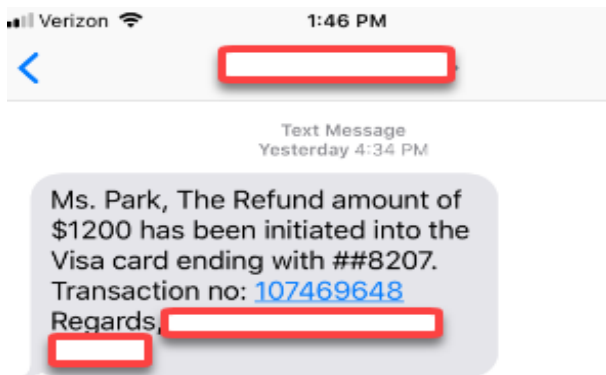 Verizon 1:46 PM
Text Message
Yesterday 4:34 PM
Ms. Park, The Refund amount of
$1200 has been initiated into the
Visa card ending with ##8207.
Transaction no: 107469648
Regards,